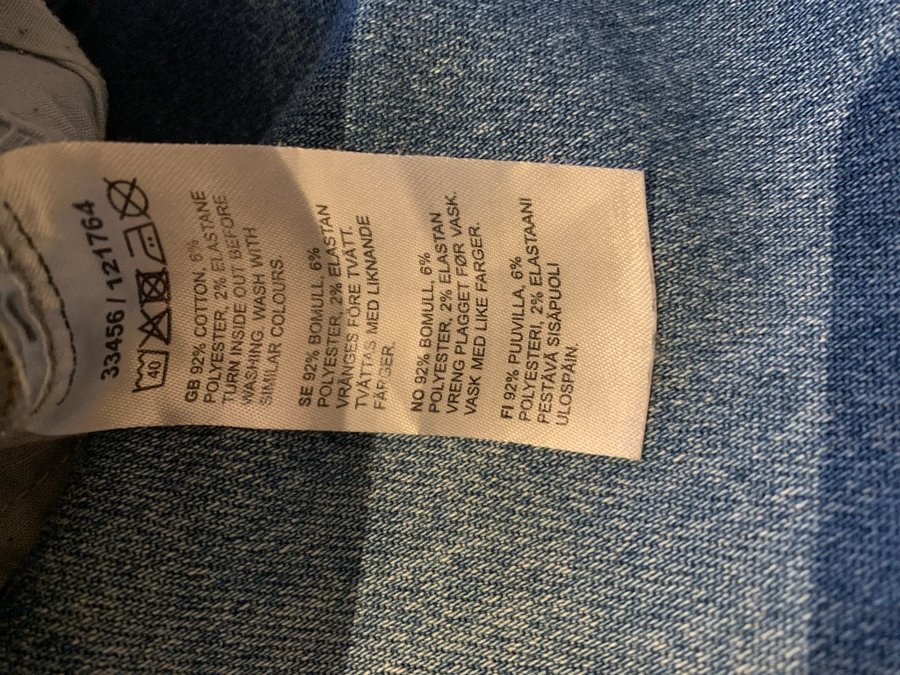 33456 / 121764
40
GB 92% COTTON, 6%
POLYESTER, 2% ELASTANE
TURN INSIDE OUT BEFORE
WASHING. WASH WITH
SIMILAR COLOURS.
SE 92% BOMULL, 6%
POLYESTER, 2% ELASTAN
VRÄNGES FÖRE TVÄTT.
TVÄTTAS MED LIKNANDE
FÄRGER.
NO 92% BOMULL, 6%
POLYESTER, 2% ELASTAN
VRENG PLAGGET FØR VASK.
VASK MED LIKE FARGER.
FI 92% PUUVILLA, 6%
POLYESTERI, 2% ELASTAANI
PESTÄVÄ SISÄPUOLI
ULOSPÄIN.